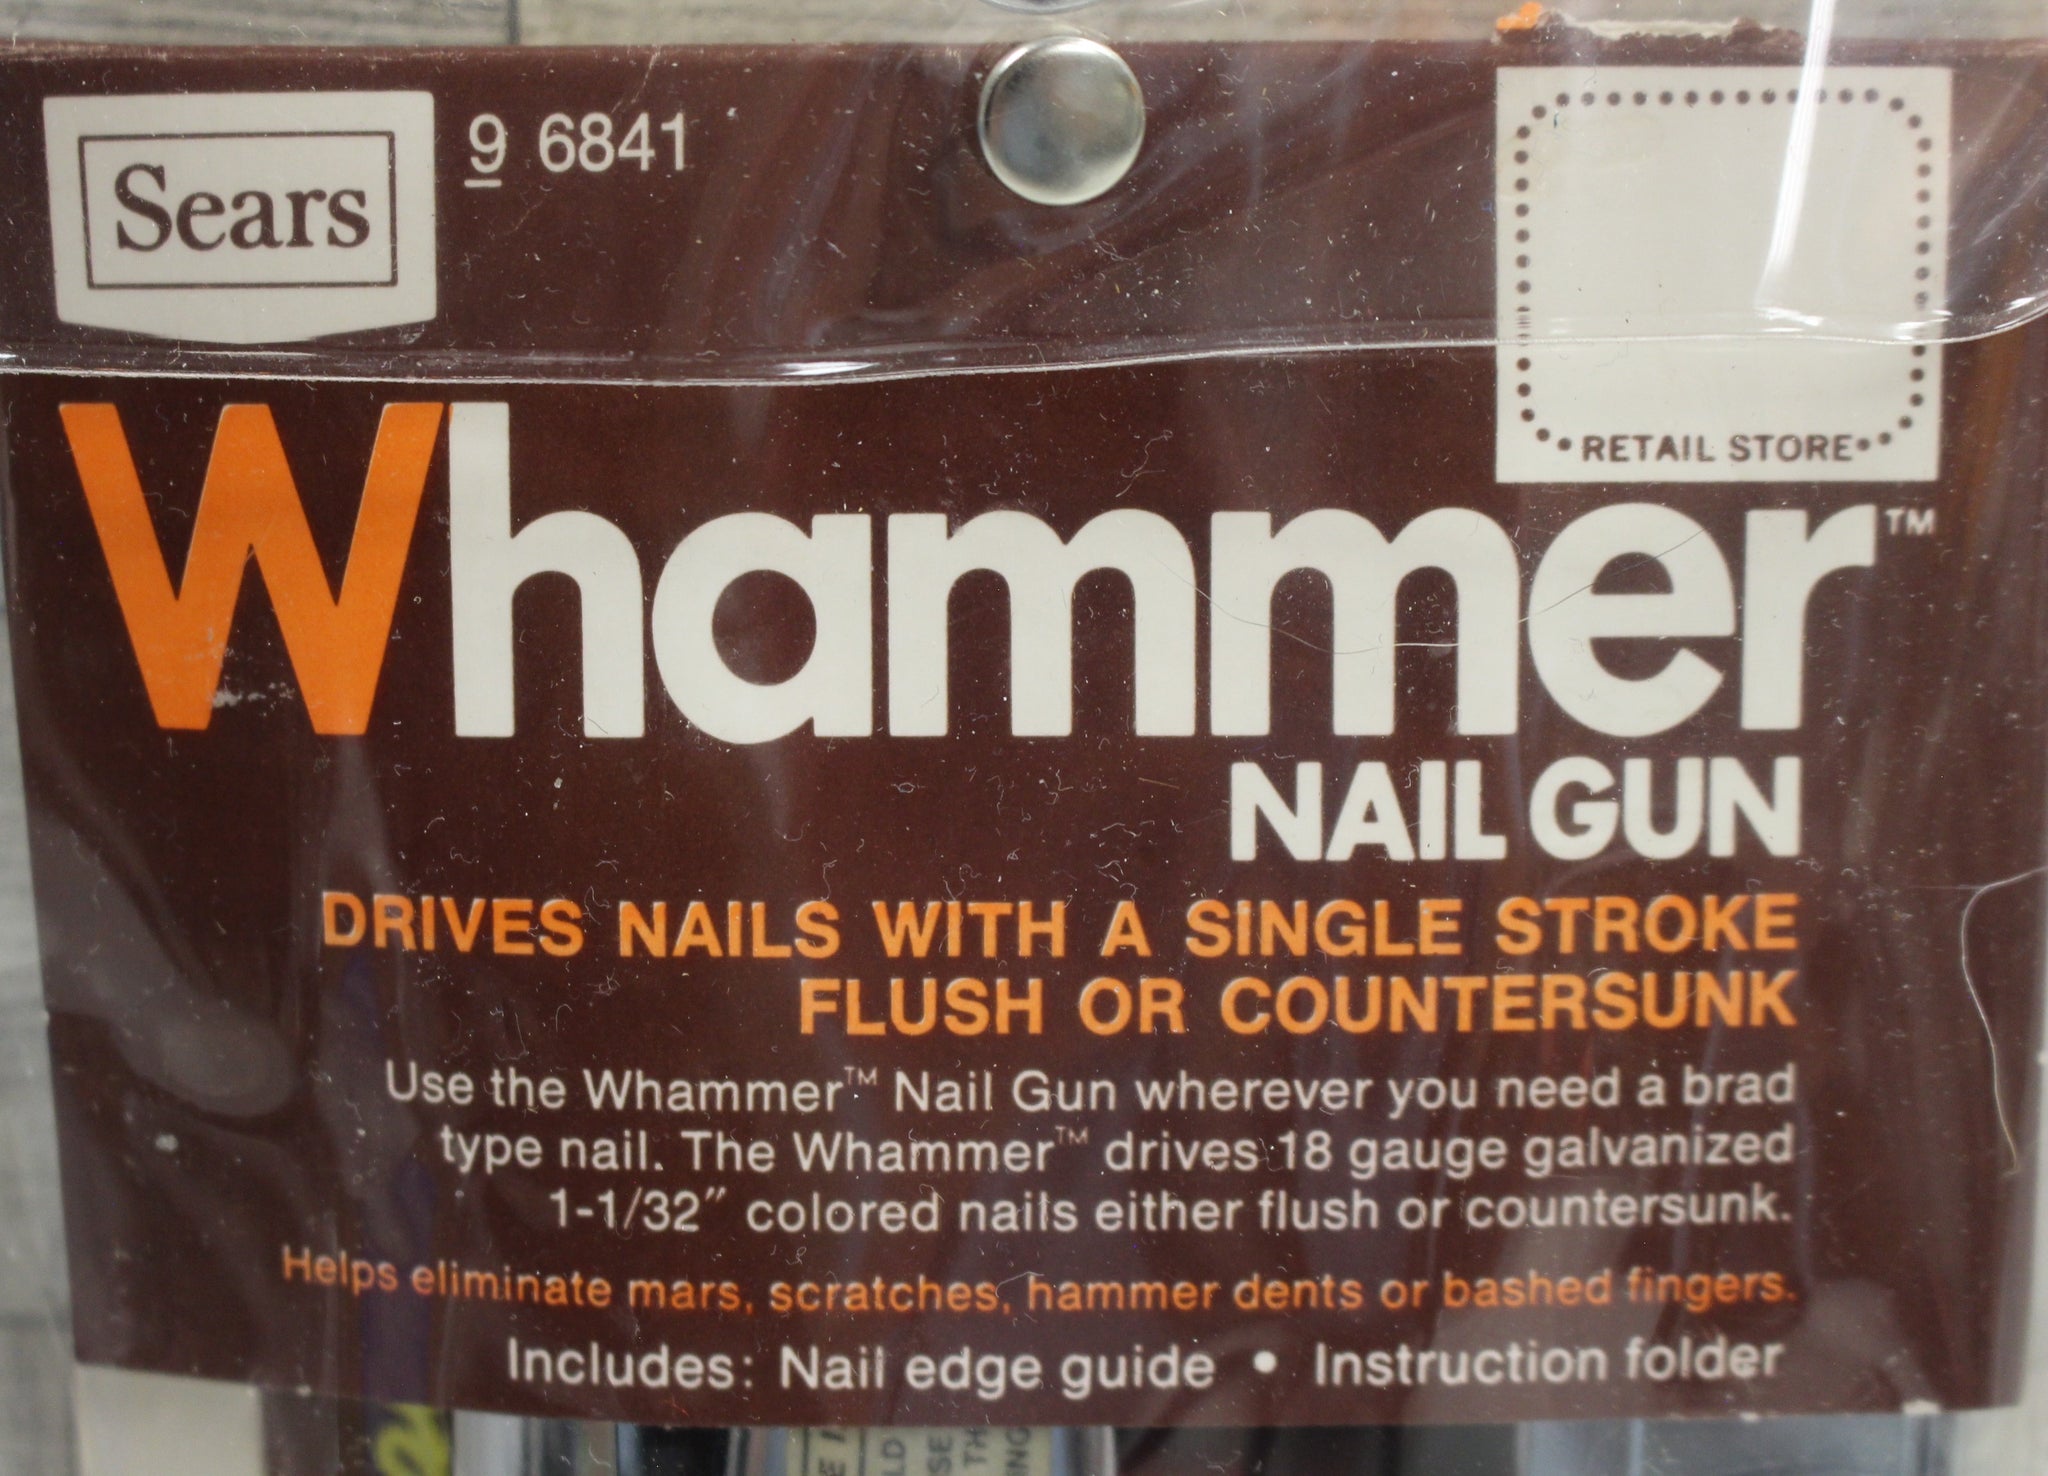 Sears
9 6841
RETAIL STORE
Whammer™
NAIL GUN
DRIVES NAILS WITH A SINGLE STROKE
FLUSH OR COUNTERSUNK
Use the Whammer™ Nail Gun wherever you need a brad
type nail. The Whammer™ drives 18 gauge galvanized
1-1/32" colored nails either flush or countersunk.
Helps eliminate mars, scratches, hammer dents or bashed fingers.
Includes: Nail edge guide • Instruction folder